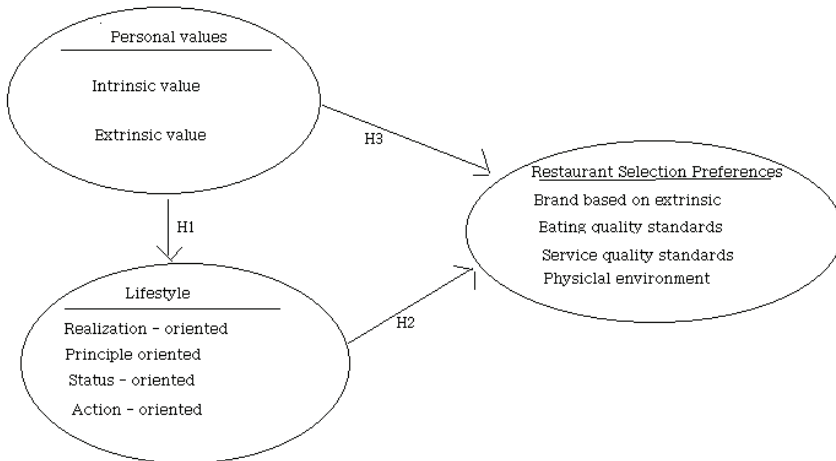 Personal values
Intrinsic value
Extrinsic value
H3
Restaurant Selection Preferences
Brand based on extrinsic
Eating quality standards
Service quality standards
Physiclal environment
H1
Lifestyle
H2
Realization - oriented
Principle oriented
Status - oriented
Action - oriented